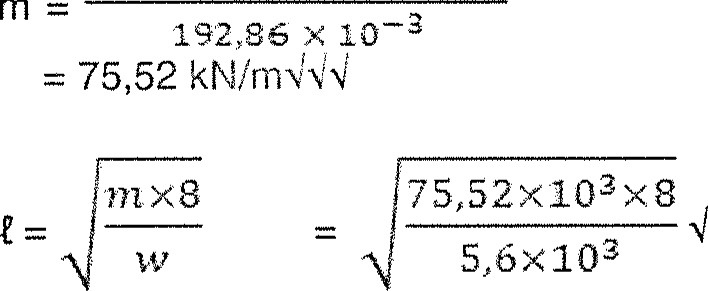 m = ―――
192,86 × 10⁻³
= 75,52 kN/m√√√
ℓ = √(m×8 / w) = √(75,52×10³×8 / 5,6×10³) √